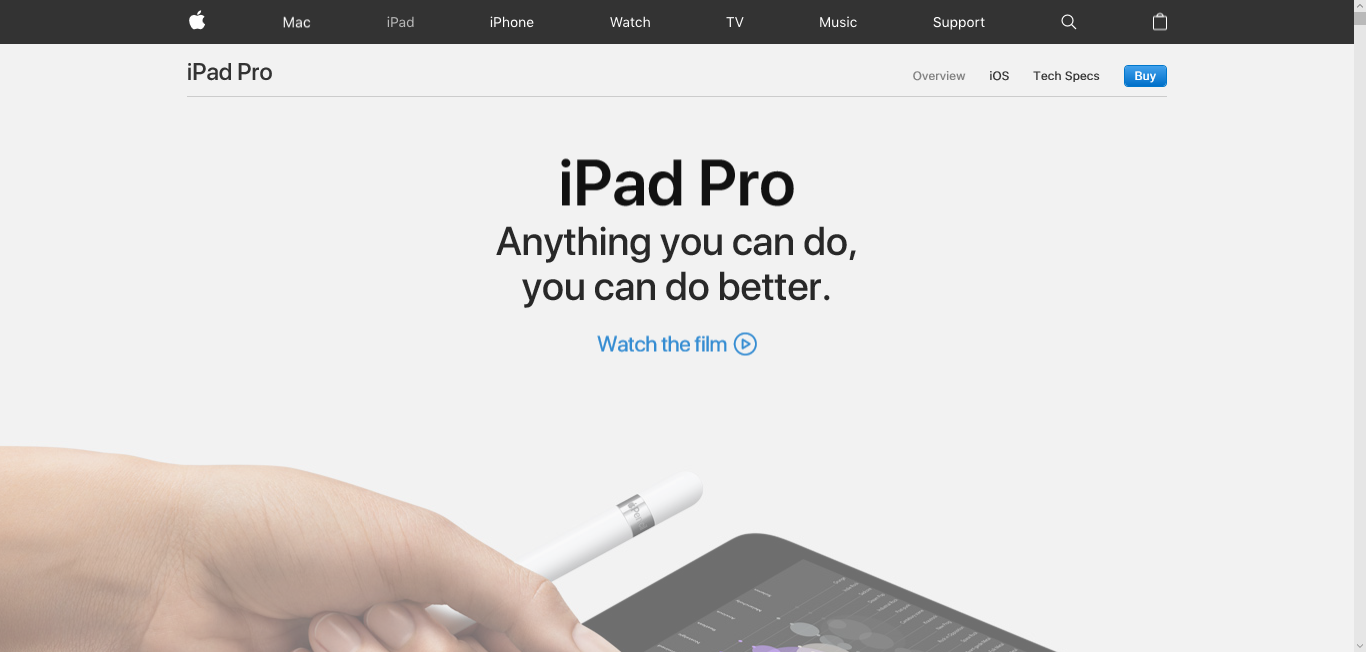 Mac iPad iPhone Watch TV Music Support
iPad Pro
Overview iOS Tech Specs Buy
iPad Pro
Anything you can do,
you can do better.
Watch the film